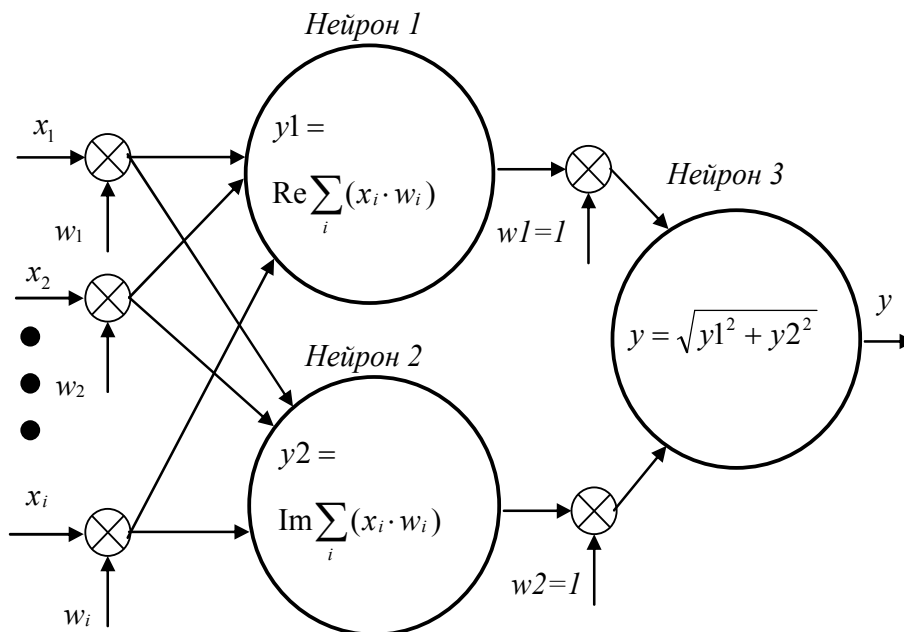 Нейрон 1
x₁
y1 =
Re∑(xᵢ · wᵢ)
i
w₁
w1=1
Нейрон 3
x₂
y = √(y1² + y2²)
y
w₂
Нейрон 2
y2 =
Im∑(xᵢ · wᵢ)
i
xᵢ
wᵢ
w2=1